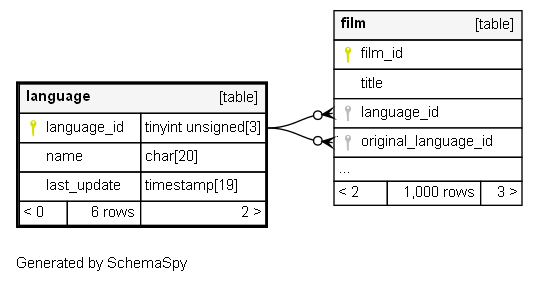 film [table]
film_id
title
language_id
original_language_id
...
< 2 1,000 rows 3 >
language [table]
language_id tinyint unsigned[3]
name char[20]
last_update timestamp[19]
< 0 6 rows 2 >
Generated by SchemaSpy